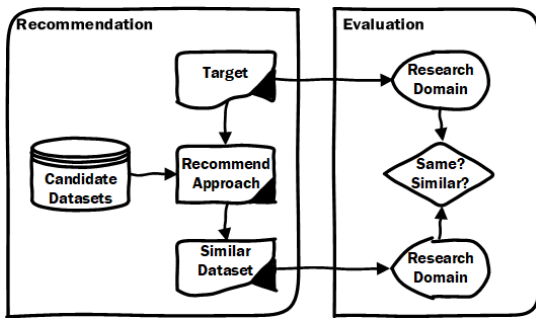 Recommendation
Target
Candidate
Datasets
Recommend
Approach
Similar
Dataset
Evaluation
Research
Domain
Same?
Similar?
Research
Domain